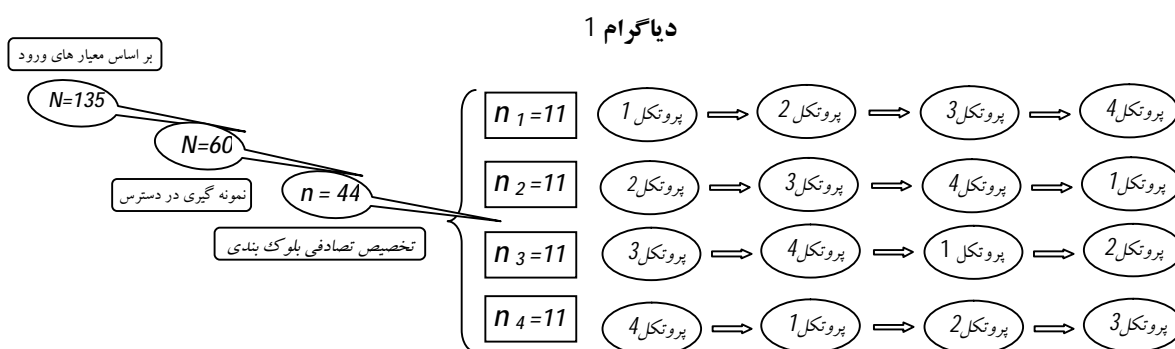 دیاگرام 1
بر اساس معیار های ورود
N=135
N=60
نمونه گیری در دسترس
n = 44
تخصیص تصادفی بلوک بندی
n 1 =11 پروتکل 1 پروتکل 2 پروتکل3 پروتکل4
n 2 =11 پروتکل2 پروتکل3 پروتکل4 پروتکل1
n 3 =11 پروتکل3 پروتکل4 پروتکل 1 پروتکل2
n 4 =11 پروتکل4 پروتکل1 پروتکل2 پروتکل3